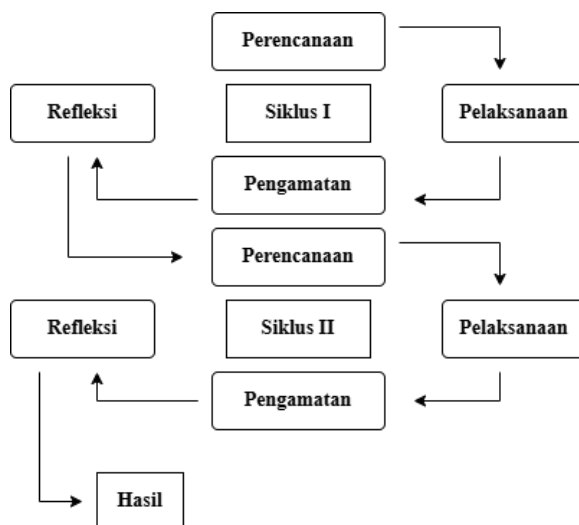 Perencanaan
Refleksi
Siklus I
Pelaksanaan
Pengamatan
Perencanaan
Refleksi
Siklus II
Pelaksanaan
Pengamatan
Hasil